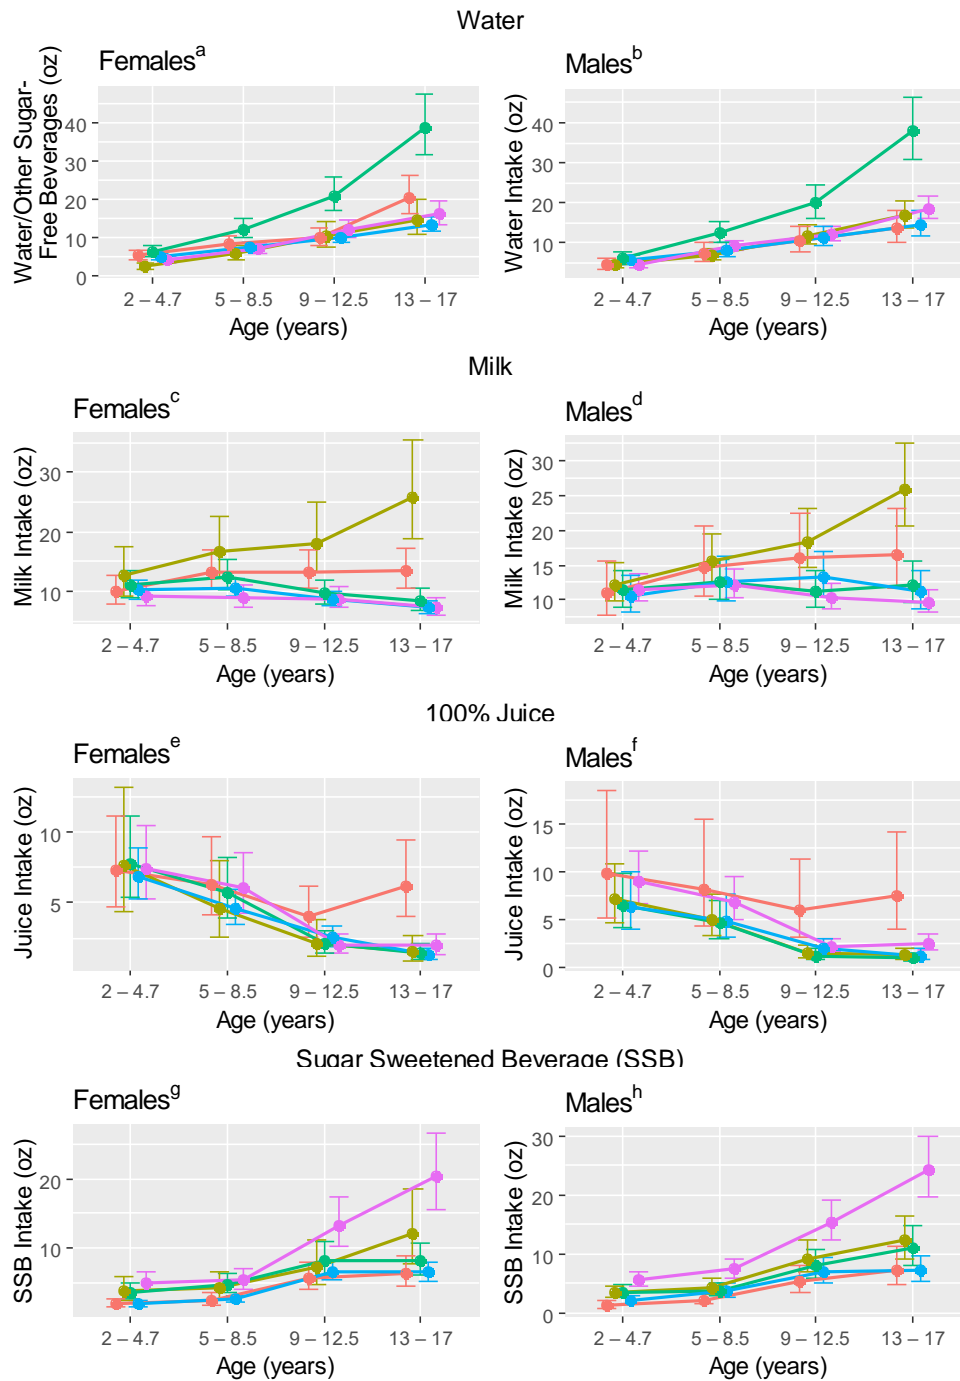 Water
Females^a
Males^b
Water/Other Sugar-
Free Beverages (oz)
40
30
20
10
0
2 – 4.7
5 – 8.5
9 – 12.5
13 – 17
Age (years)
Water Intake (oz)
40
30
20
10
2 – 4.7
5 – 8.5
9 – 12.5
13 – 17
Age (years)
Milk
Females^c
Males^d
Milk Intake (oz)
30
20
10
2 – 4.7
5 – 8.5
9 – 12.5
13 – 17
Age (years)
Milk Intake (oz)
30
25
20
15
10
2 – 4.7
5 – 8.5
9 – 12.5
13 – 17
Age (years)
100% Juice
Females^e
Males^f
Juice Intake (oz)
10
5
2 – 4.7
5 – 8.5
9 – 12.5
13 – 17
Age (years)
Juice Intake (oz)
15
10
5
0
2 – 4.7
5 – 8.5
9 – 12.5
13 – 17
Age (years)
Sugar Sweetened Beverage (SSB)
Females^g
Males^h
SSB Intake (oz)
20
10
2 – 4.7
5 – 8.5
9 – 12.5
13 – 17
Age (years)
SSB Intake (oz)
30
20
10
0
2 – 4.7
5 – 8.5
9 – 12.5
13 – 17
Age (years)